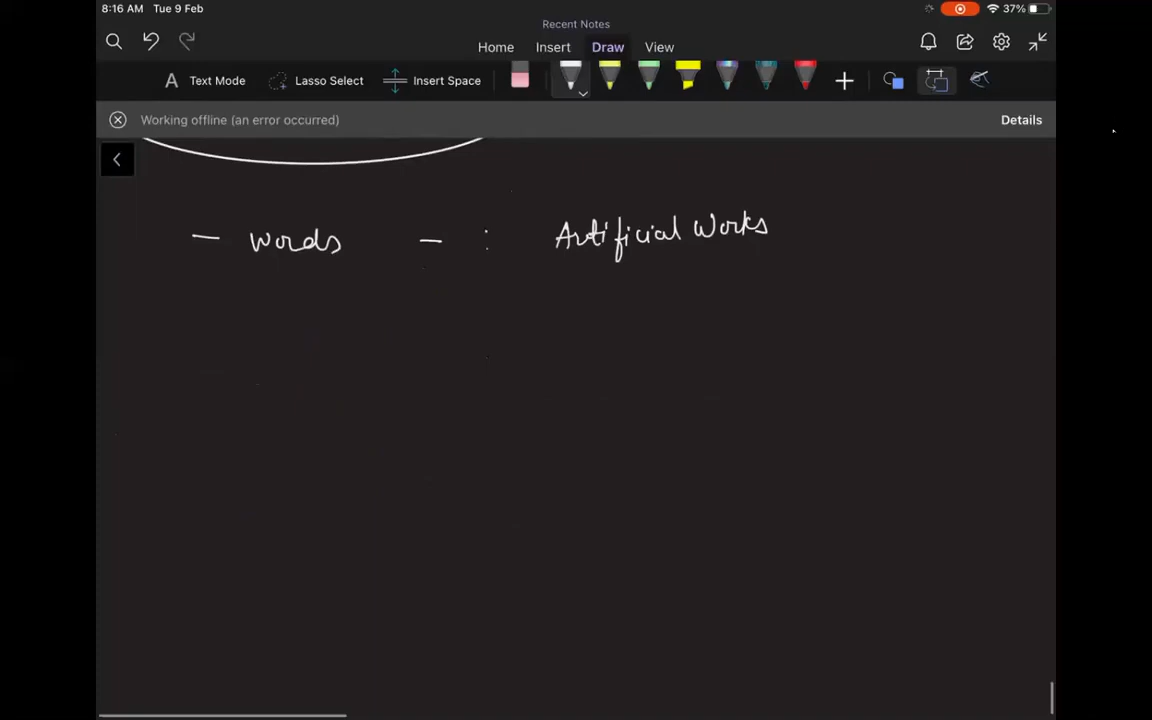 8:16 AM Tue 9 Feb
37%
Recent Notes
Home Insert Draw View
Text Mode Lasso Select Insert Space
Working offline (an error occurred) Details
— words — : Artificial Works